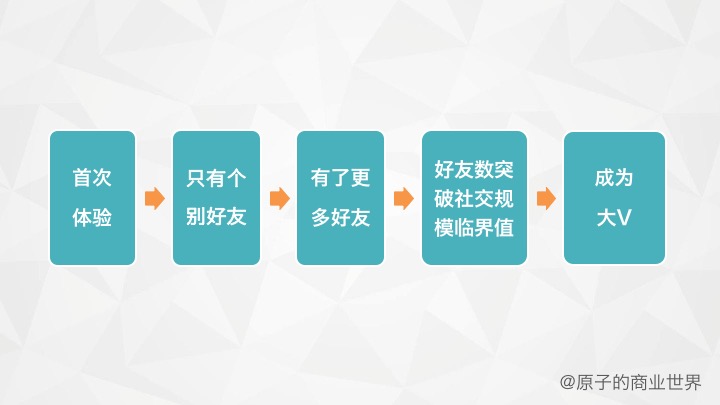 首次
体验
只有个
别好友
有了更
多好友
好友数突
破社交规
模临界值
成为
大V
@原子的商业世界